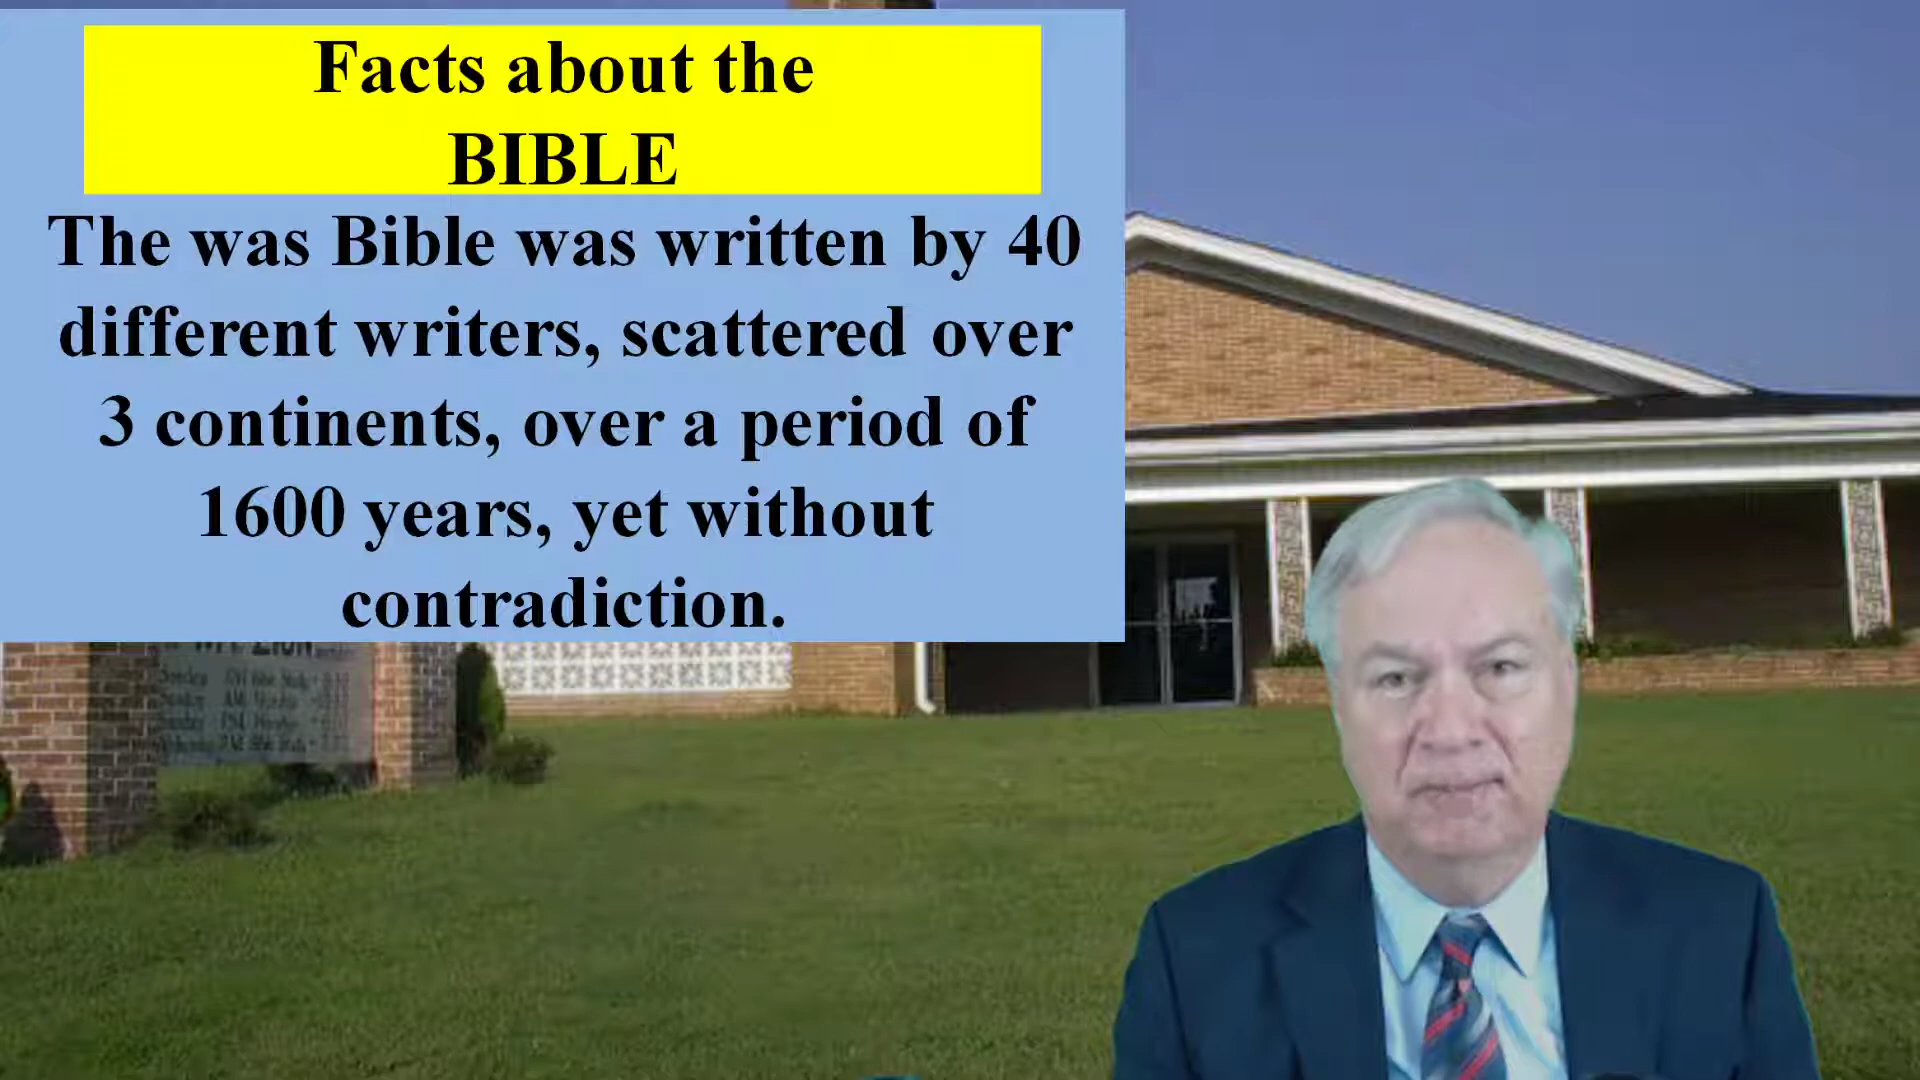 Facts about the
BIBLE
The was Bible was written by 40
different writers, scattered over
3 continents, over a period of
1600 years, yet without
contradiction.